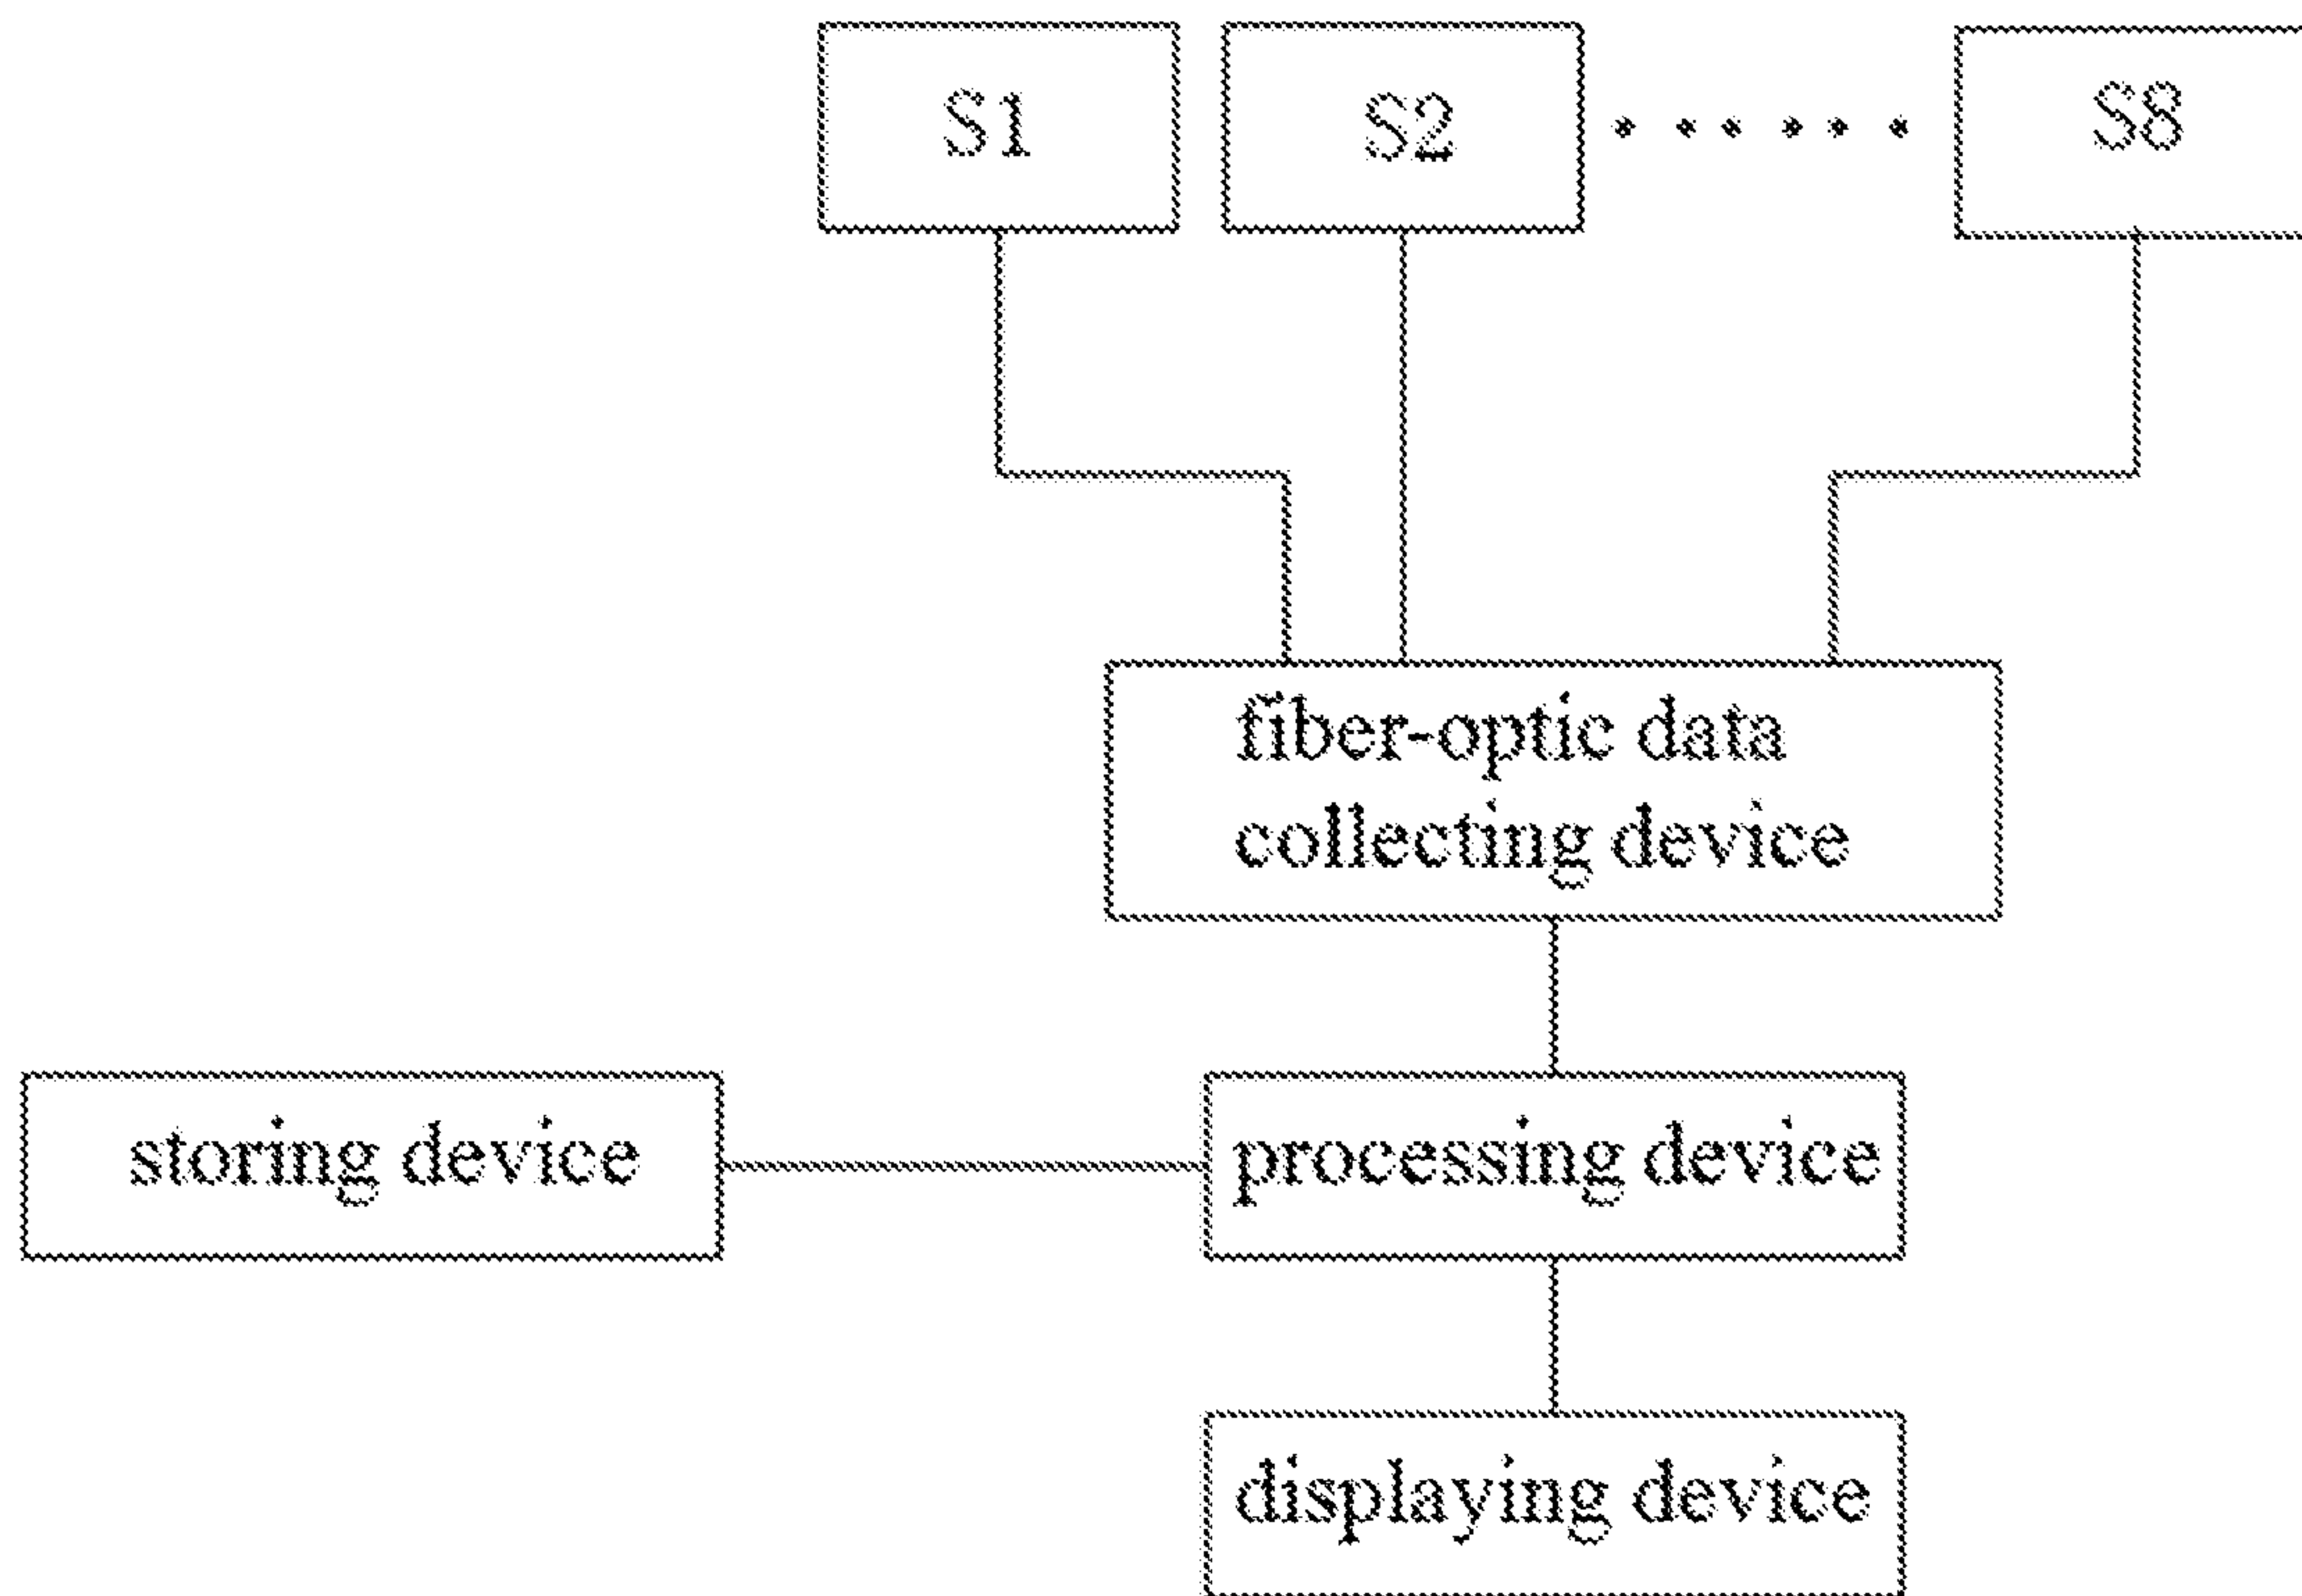 S1 S2 ...... S8
fiber-optic data
collecting device
storing device processing device
displaying device